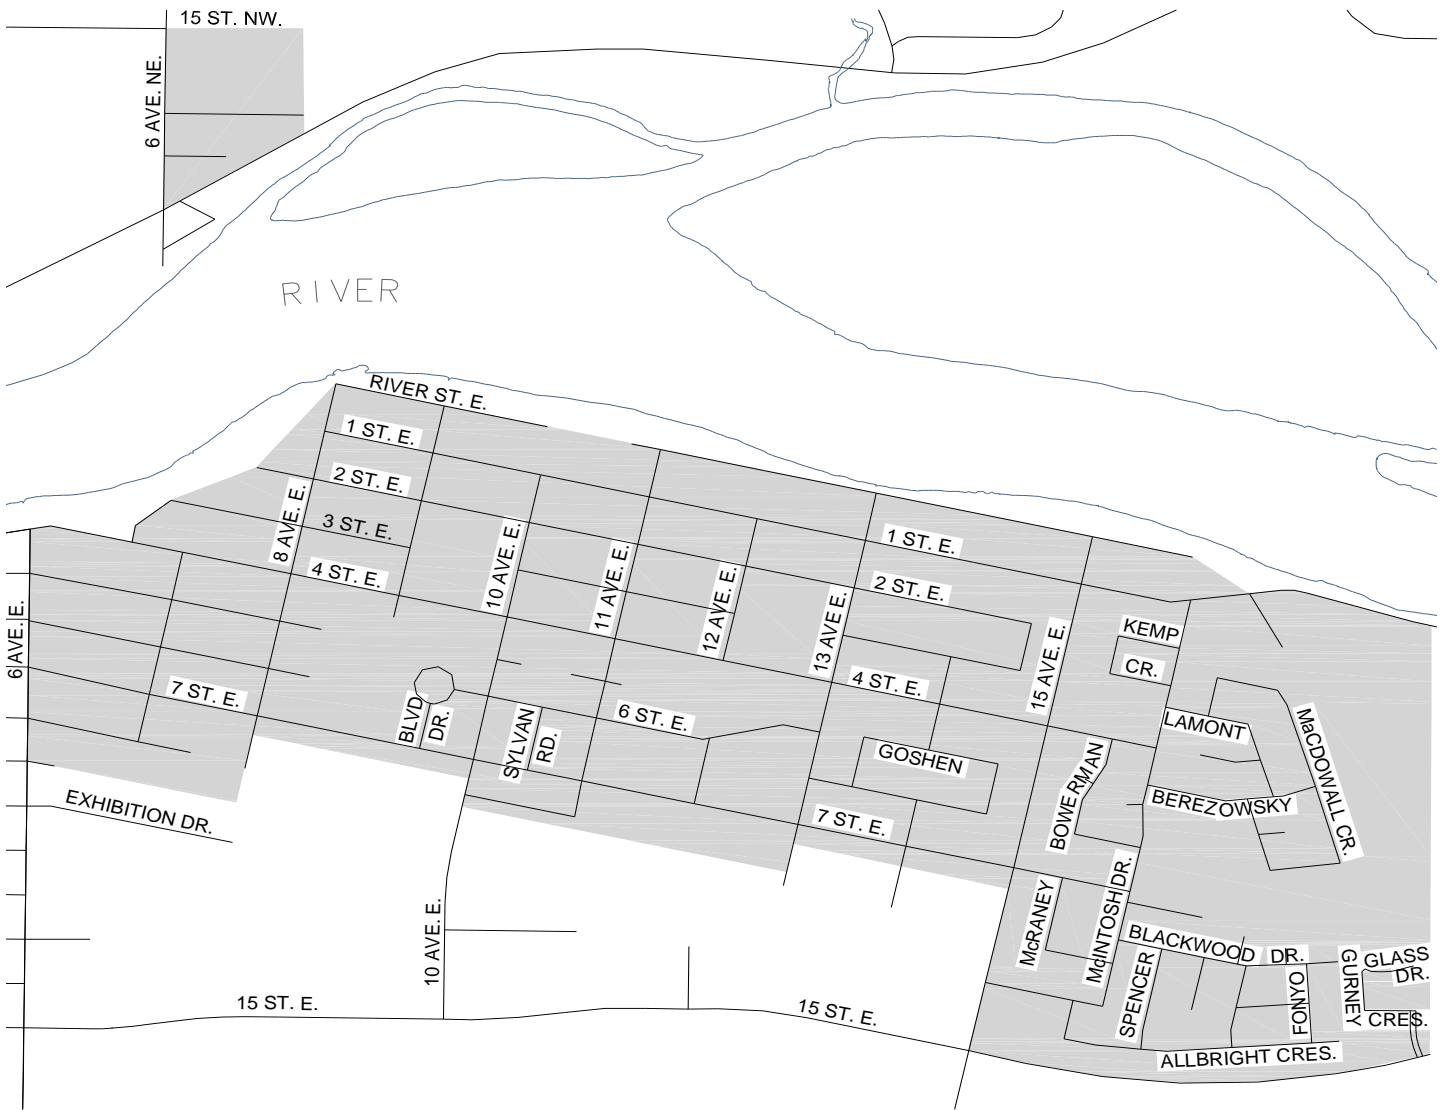 15 ST. NW.
6 AVE. NE.
RIVER
RIVER ST. E.
1 ST. E.
2 ST. E.
8 AVE. E.
3 ST. E.
4 ST. E.
10 AVE. E.
11 AVE. E.
12 AVE. E.
13 AVE E.
1 ST. E.
2 ST. E.
15 AVE. E.
KEMP
CR.
6 AVE. E.
7 ST. E.
BLVD
DR.
SYLVAN
RD.
6 ST. E.
4 ST. E.
GOSHEN
LAMONT
MaCDOWALL CR.
BOWERMAN
BEREZOWSKY
EXHIBITION DR.
7 ST. E.
McRANEY
McINTOSH DR.
10 AVE. E.
BLACKWOOD DR.
SPENCER
FONYO
GURNEY
GLASS
DR.
CRES.
15 ST. E.
15 ST. E.
ALLBRIGHT CRES.